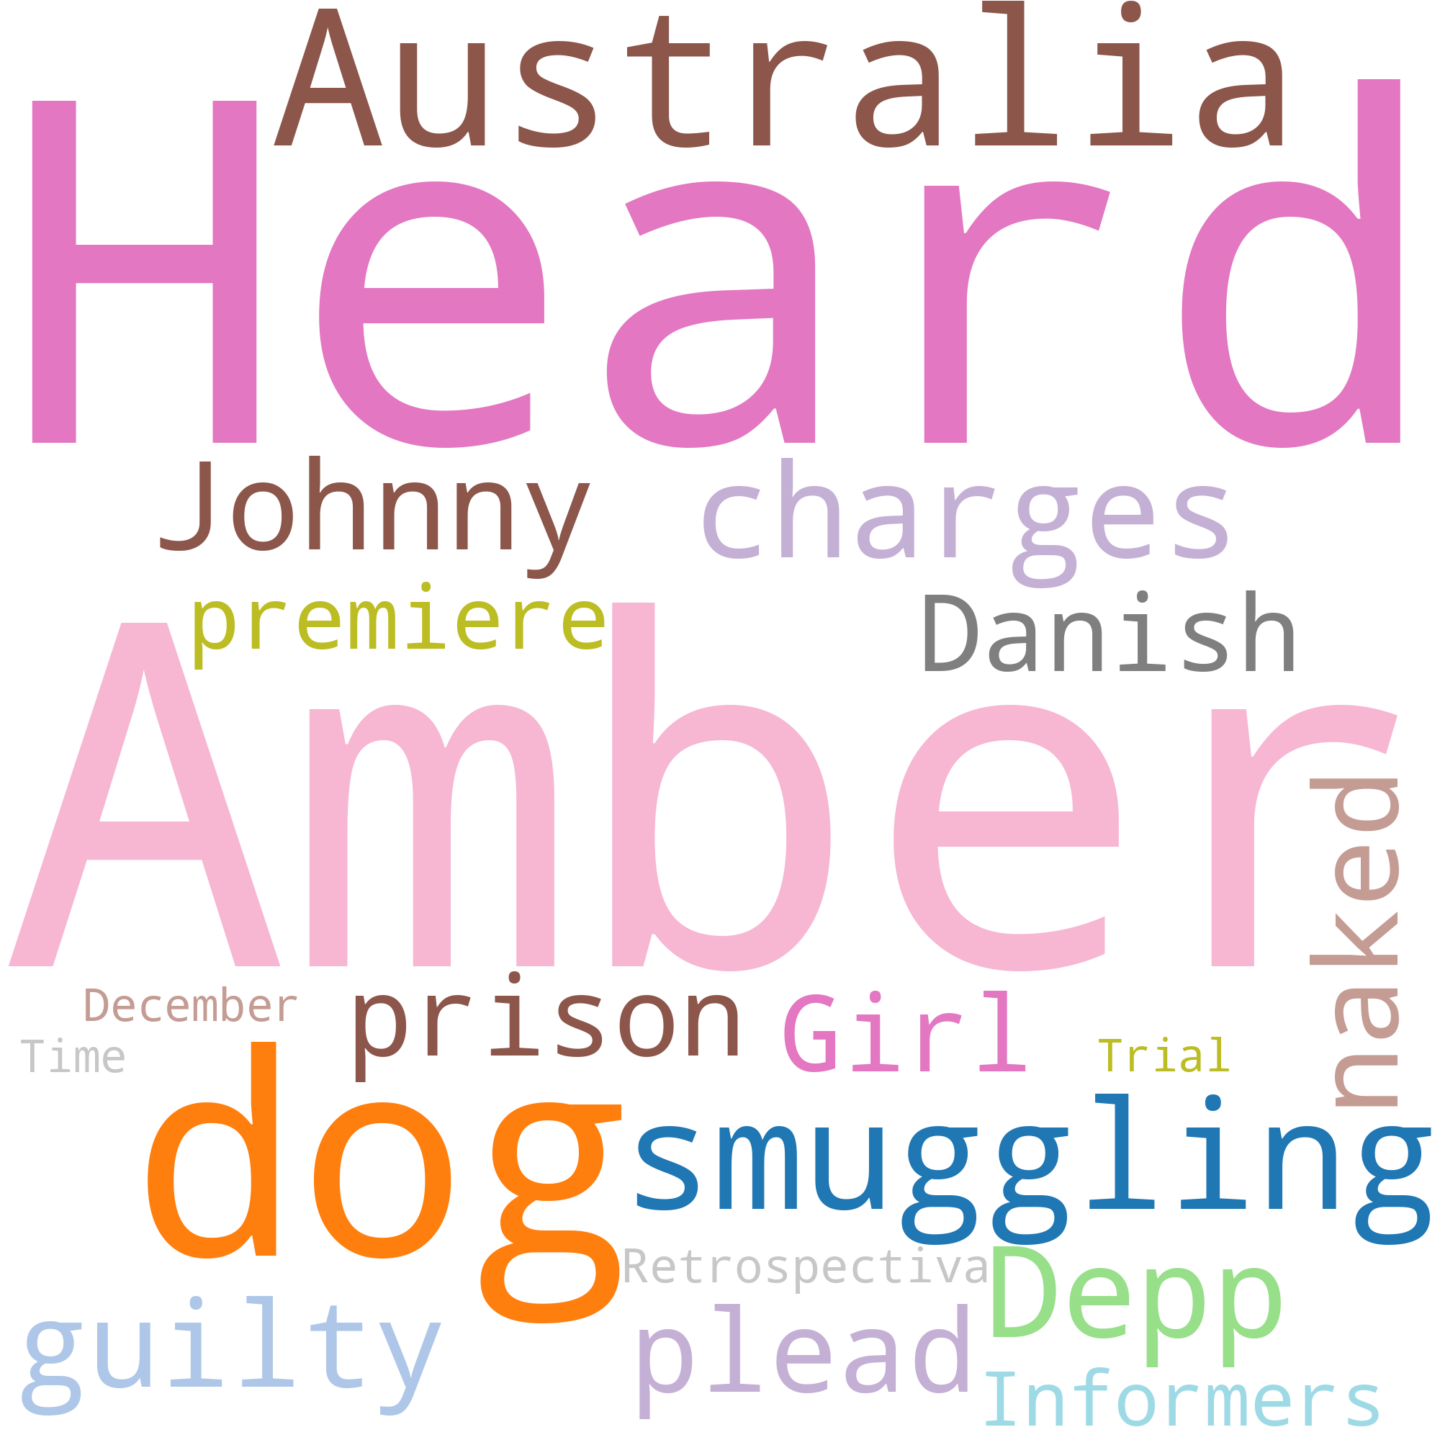 Australia
Heard
Johnny charges
premiere Danish
Amber
naked
December prison Girl
Time Trial
dog smuggling
Retrospectiva Depp
guilty plead
Informers